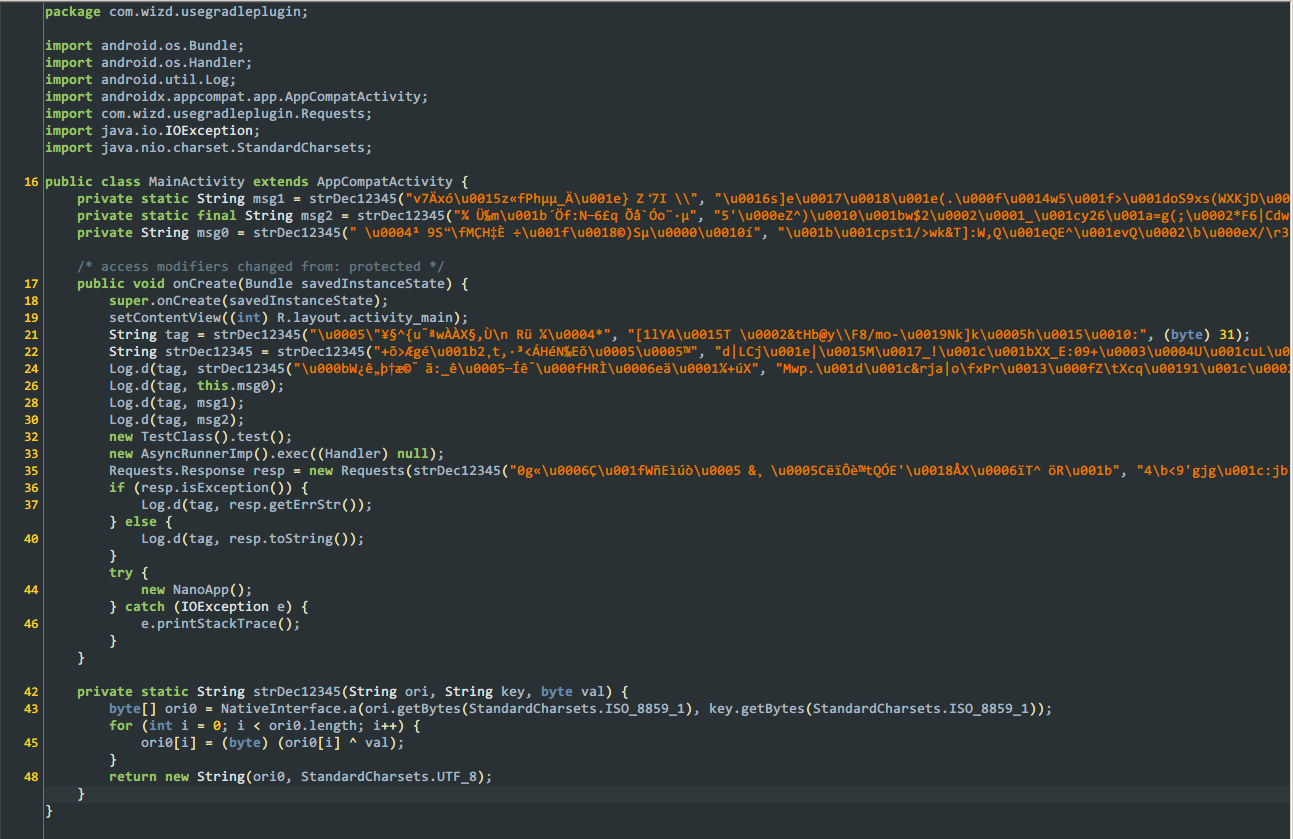 package com.wizd.usegradleplugin;
import android.os.Bundle;
import android.os.Handler;
import android.util.Log;
import androidx.appcompat.app.AppCompatActivity;
import com.wizd.usegradleplugin.Requests;
import java.io.IOException;
import java.nio.charset.StandardCharsets;
16 public class MainActivity extends AppCompatActivity {
private static String msg1 = strDec12345("v7Äxó\u0015z«fPhµµ_Ä\u001e} Z '7I \\", "\u0016s]e\u0017\u0018\u001e(.\u000f\u0014w5\u001f>\u001doS9xs(WXKjD\u0
private static final String msg2 = strDec12345("¾ Ü‰m\u001b´Öf:N–6£q Õå`Óo¨·µ", "5'\u000eZ^)\u0010\u001bw$2\u0002\u0001_\u001cy26\u001a=g(;\u0002*F6|Cdw
private String msg0 = strDec12345(" \u0004¹ 9S“\fMÇH‡È ÷\u001f\u0018©)Sµ\u0000\u0010í", "\u001b\u001cpst1/>wk&T]:W,Q\u001eQE^\u001evQ\u0002\b\u000eX/\r3
/* access modifiers changed from: protected */
17 public void onCreate(Bundle savedInstanceState) {
18 super.onCreate(savedInstanceState);
19 setContentView((int) R.layout.activity_main);
21 String tag = strDec12345("\u0005\"¥§^{u˜ªwÀÀX§,Ù\n Rü ¼\u0004*", "[1lYA\u0015T \u0002&tHb@y\\F8/mo-\u0019Nk]k\u0005h\u0015\u0010:", (byte) 31);
22 String strDec12345 = strDec12345("+õ>Ægé\u001b2,t,·³<ÁHéN‰Eõ\u0005\u0005™", "d|LCj\u001e|\u0015M\u0017_!\u001c\u001bXX_E:09+\u0003\u0004U\u001cuL\u0
24 Log.d(tag, strDec12345("\u000bW¿è„þ†æ©ˆ ã:_ê\u0005–Íê¨\u000fHRÌ\u0006eä\u0001¼+úX", "Mwp.\u001d\u001c&rja|o\fxPr\u0013\u000fZ\tXcq\u00191\u001c\u000
26 Log.d(tag, this.msg0);
28 Log.d(tag, msg1);
30 Log.d(tag, msg2);
32 new TestClass().test();
33 new AsyncRunnerImp().exec((Handler) null);
35 Requests.Response resp = new Requests(strDec12345("0g«\u0006Ç\u001fWñEìúò\u0005 &, \u0005CëïÔè™tQÓE'\u0018ÅX\u0006ïT^ öR\u001b", "4\b<9'gjg\u001c:jb
36 if (resp.isException()) {
37 Log.d(tag, resp.getErrStr());
} else {
40 Log.d(tag, resp.toString());
}
try {
44 new NanoApp();
} catch (IOException e) {
46 e.printStackTrace();
}
}
42 private static String strDec12345(String ori, String key, byte val) {
43 byte[] ori0 = NativeInterface.a(ori.getBytes(StandardCharsets.ISO_8859_1), key.getBytes(StandardCharsets.ISO_8859_1));
for (int i = 0; i < ori0.length; i++) {
45 ori0[i] = (byte) (ori0[i] ^ val);
}
48 return new String(ori0, StandardCharsets.UTF_8);
}
}